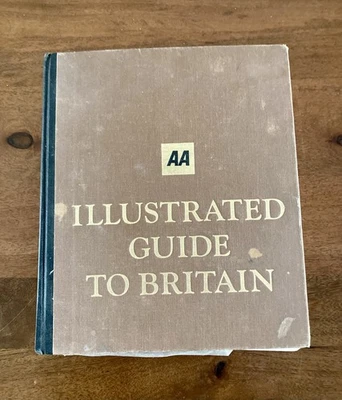 AA
ILLUSTRATED
GUIDE
TO BRITAIN